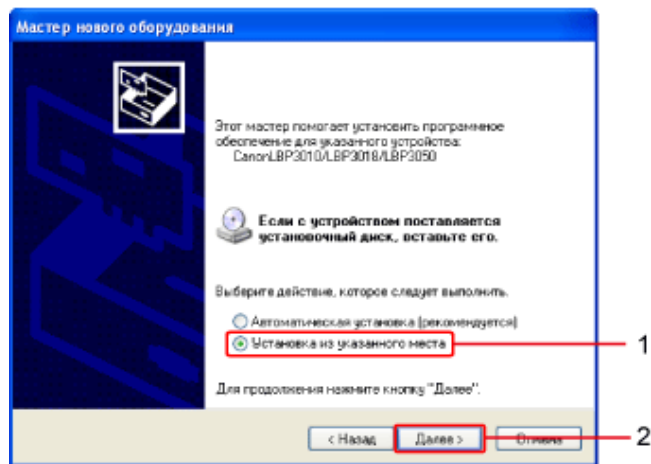 Мастер нового оборудования
Этот мастер помогает установить программное
обеспечение для указанного устройства:
CanonLBP3010/LBP3018/LBP3050
Если с устройством поставляется
установочный диск, вставьте его.
Выберите действие, которое следует выполнить.
Автоматическая установка (рекомендуется)
Установка из указанного места
1
Для продолжения нажмите кнопку "Далее".
< Назад
Далее >
Отмена
2